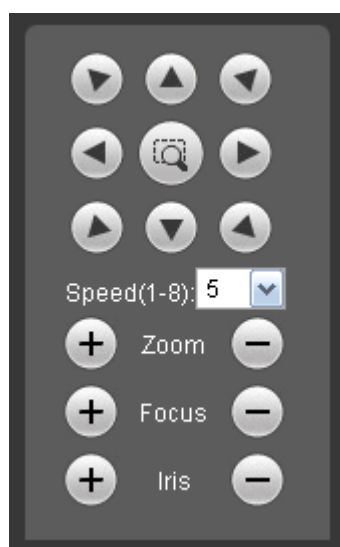 Speed(1-8): 5
+ Zoom −
+ Focus −
+ Iris −